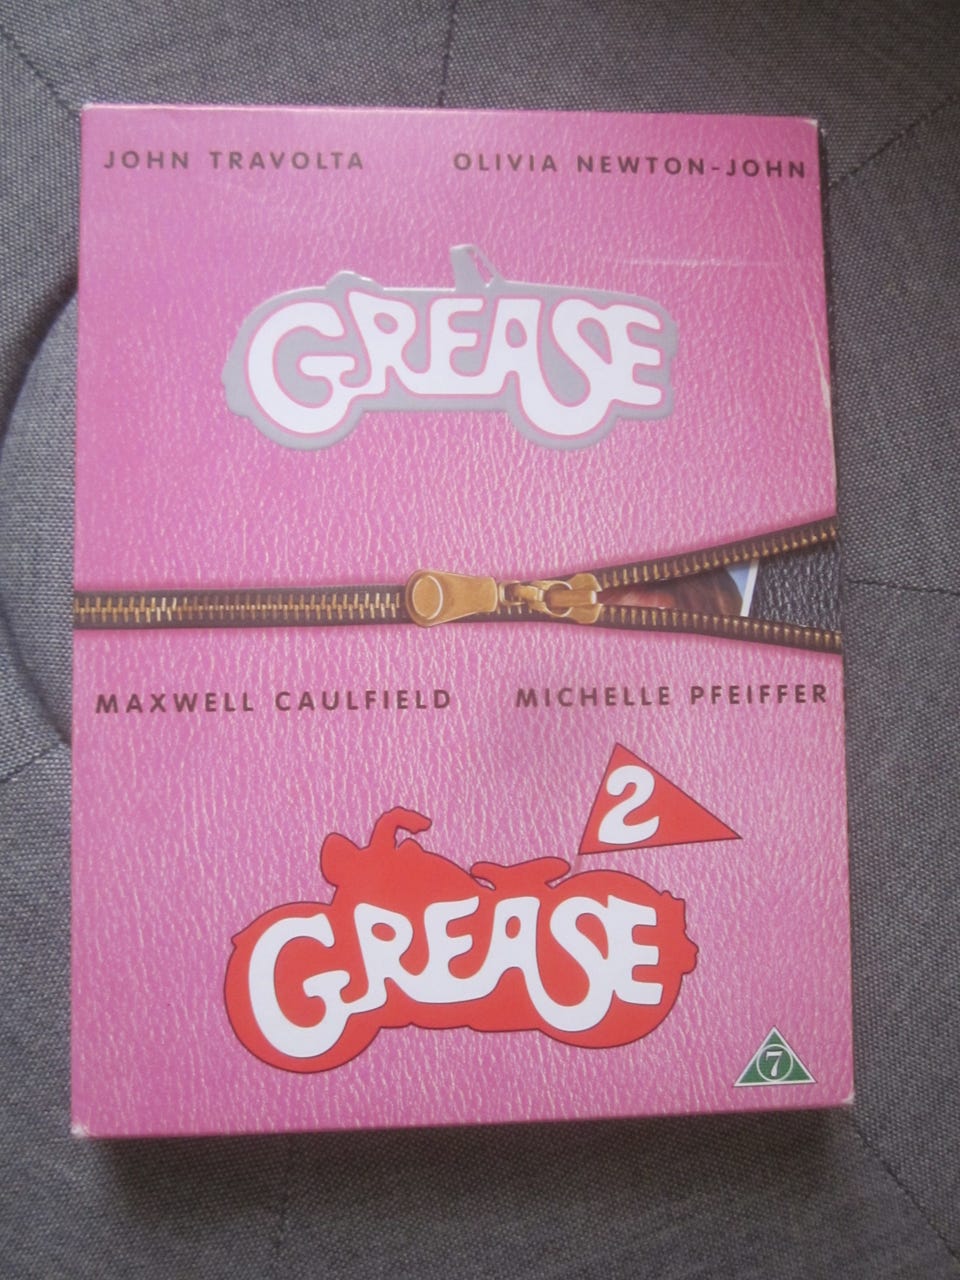 JOHN TRAVOLTA OLIVIA NEWTON-JOHN
GREASE
MAXWELL CAULFIELD MICHELLE PFEIFFER
2
GREASE
7